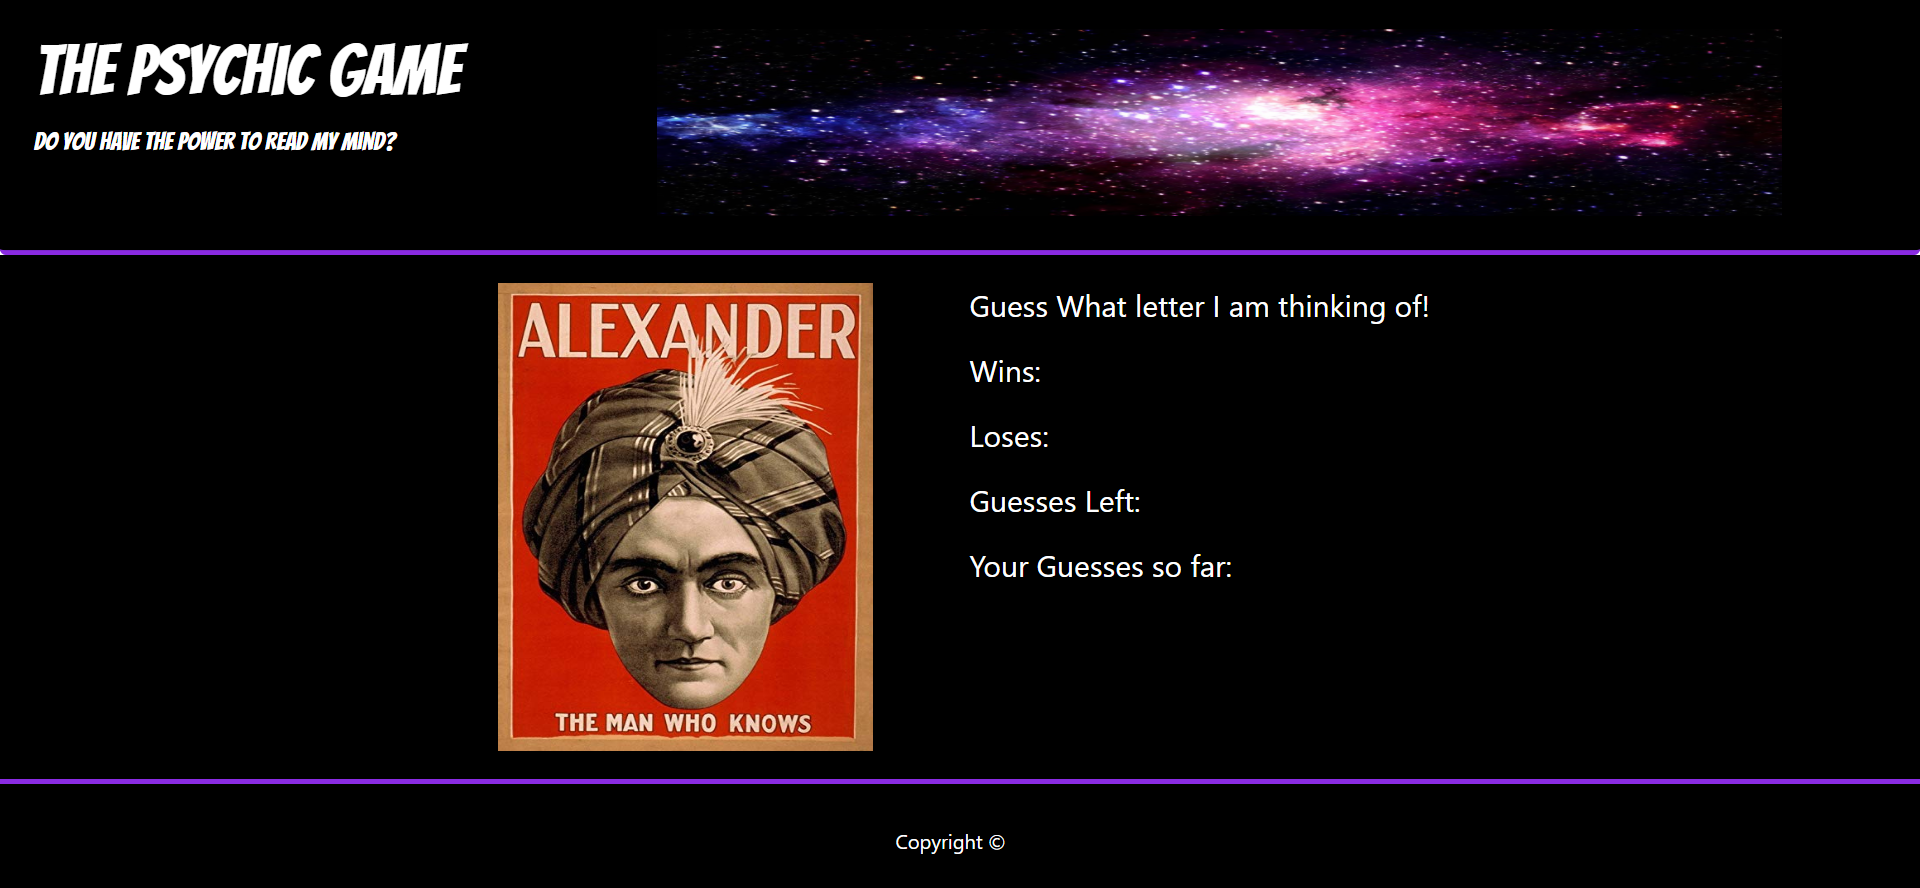 THE PSYCHIC GAME
DO YOU HAVE THE POWER TO READ MY MIND?
ALEXANDER
THE MAN WHO KNOWS
Guess What letter I am thinking of!
Wins:
Loses:
Guesses Left:
Your Guesses so far:
Copyright ©